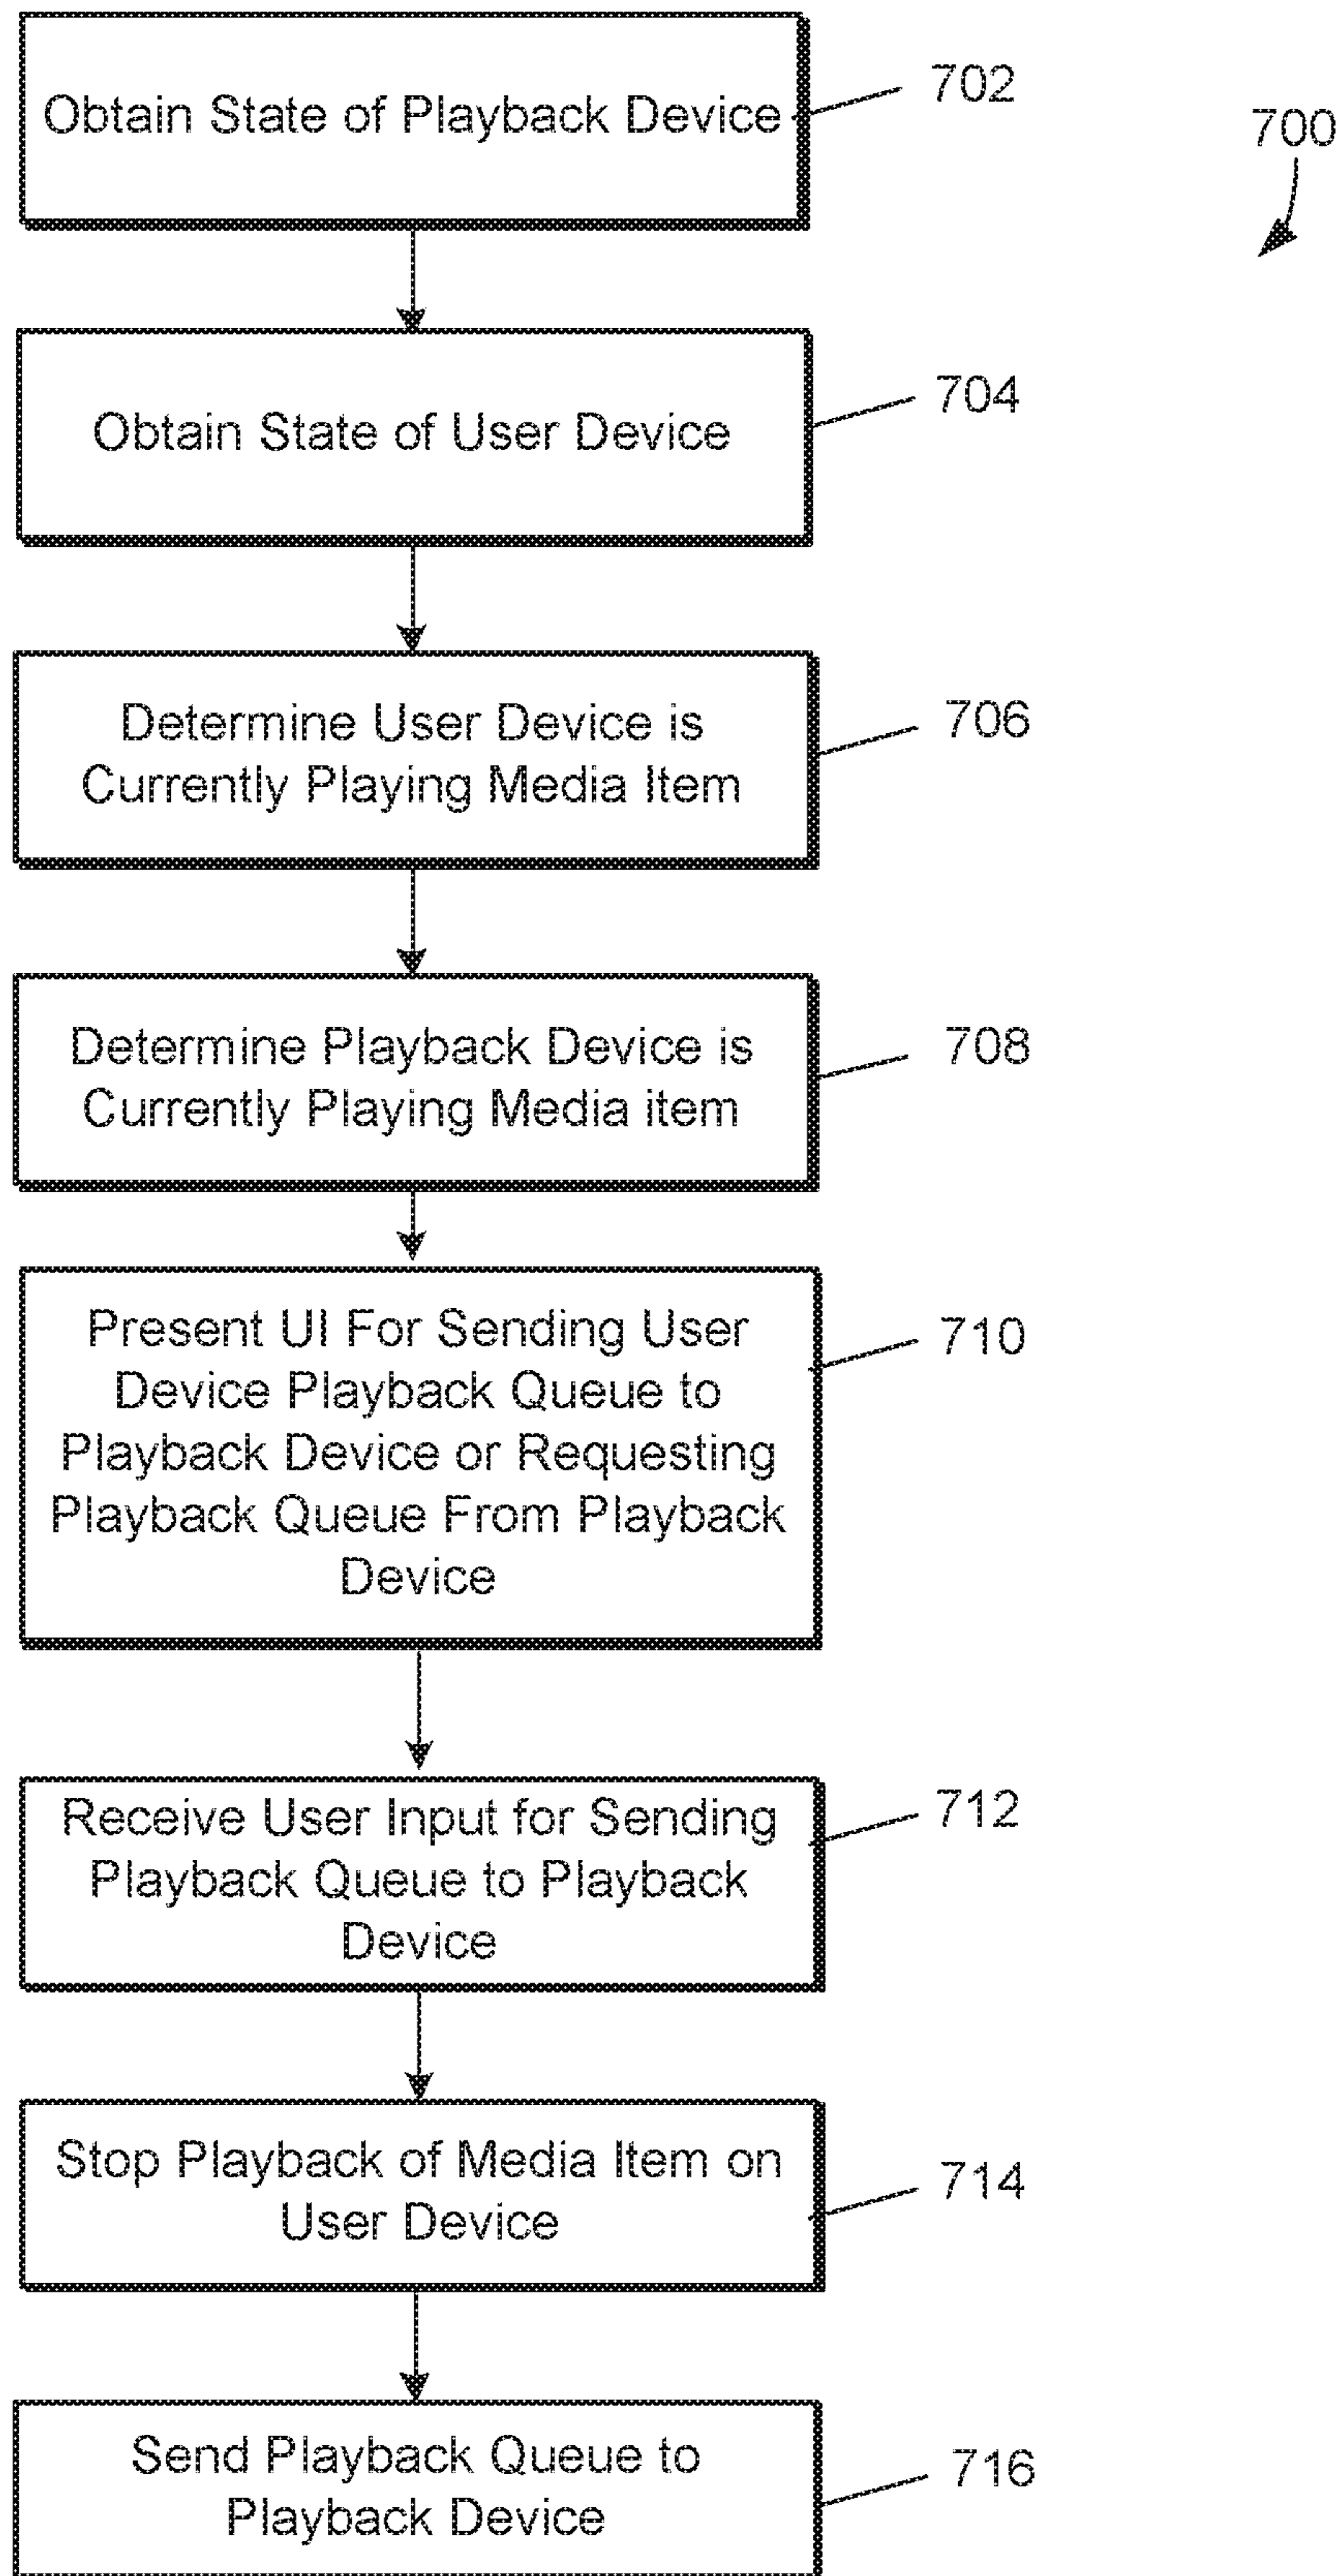 Obtain State of Playback Device
702
700
Obtain State of User Device
704
Determine User Device is
Currently Playing Media Item
706
Determine Playback Device is
Currently Playing Media item
708
Present UI For Sending User
Device Playback Queue to
Playback Device or Requesting
Playback Queue From Playback
Device
710
Receive User Input for Sending
Playback Queue to Playback
Device
712
Stop Playback of Media Item on
User Device
714
Send Playback Queue to
Playback Device
716